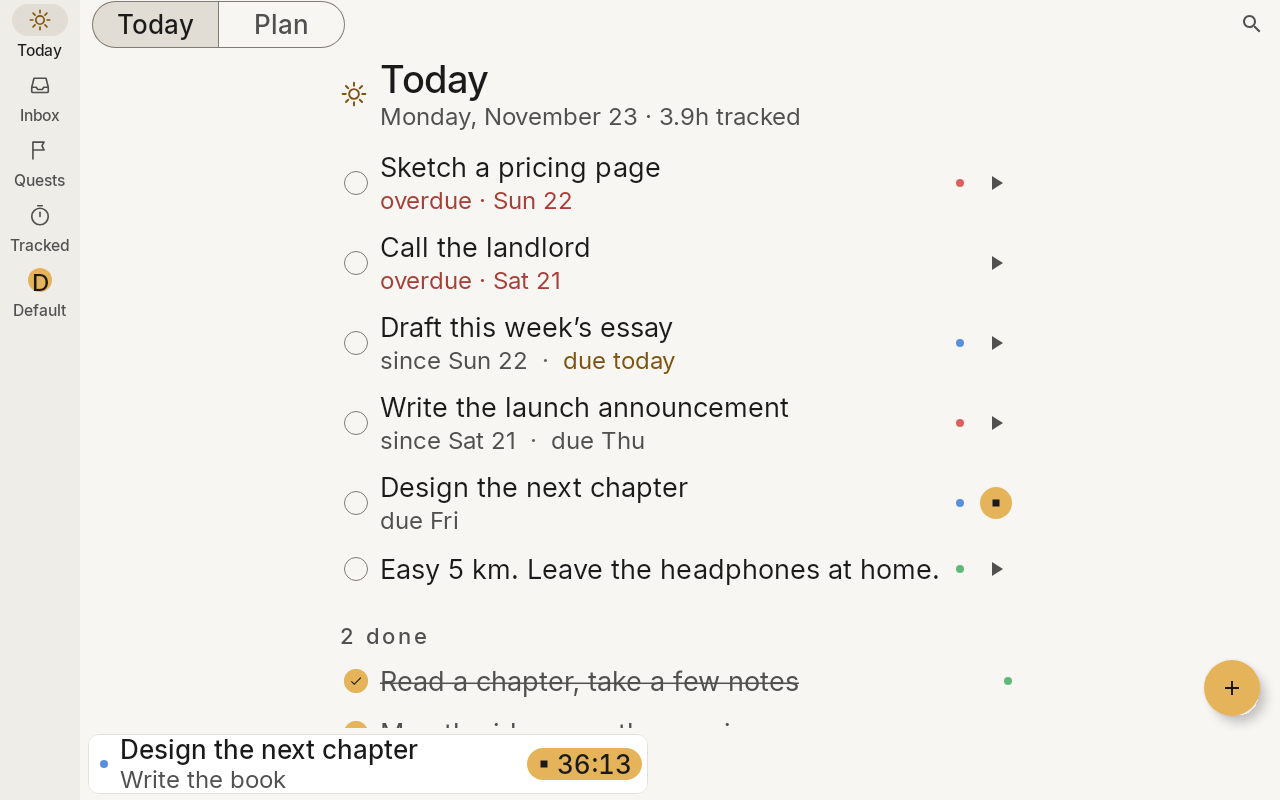 Today
Inbox
Quests
Tracked
D
Default
Today
Plan
Today
Monday, November 23 · 3.9h tracked
Sketch a pricing page
overdue · Sun 22
Call the landlord
overdue · Sat 21
Draft this week’s essay
since Sun 22 · due today
Write the launch announcement
since Sat 21 · due Thu
Design the next chapter
due Fri
Easy 5 km. Leave the headphones at home.
2 done
Read a chapter, take a few notes
Design the next chapter
Write the book
36:13